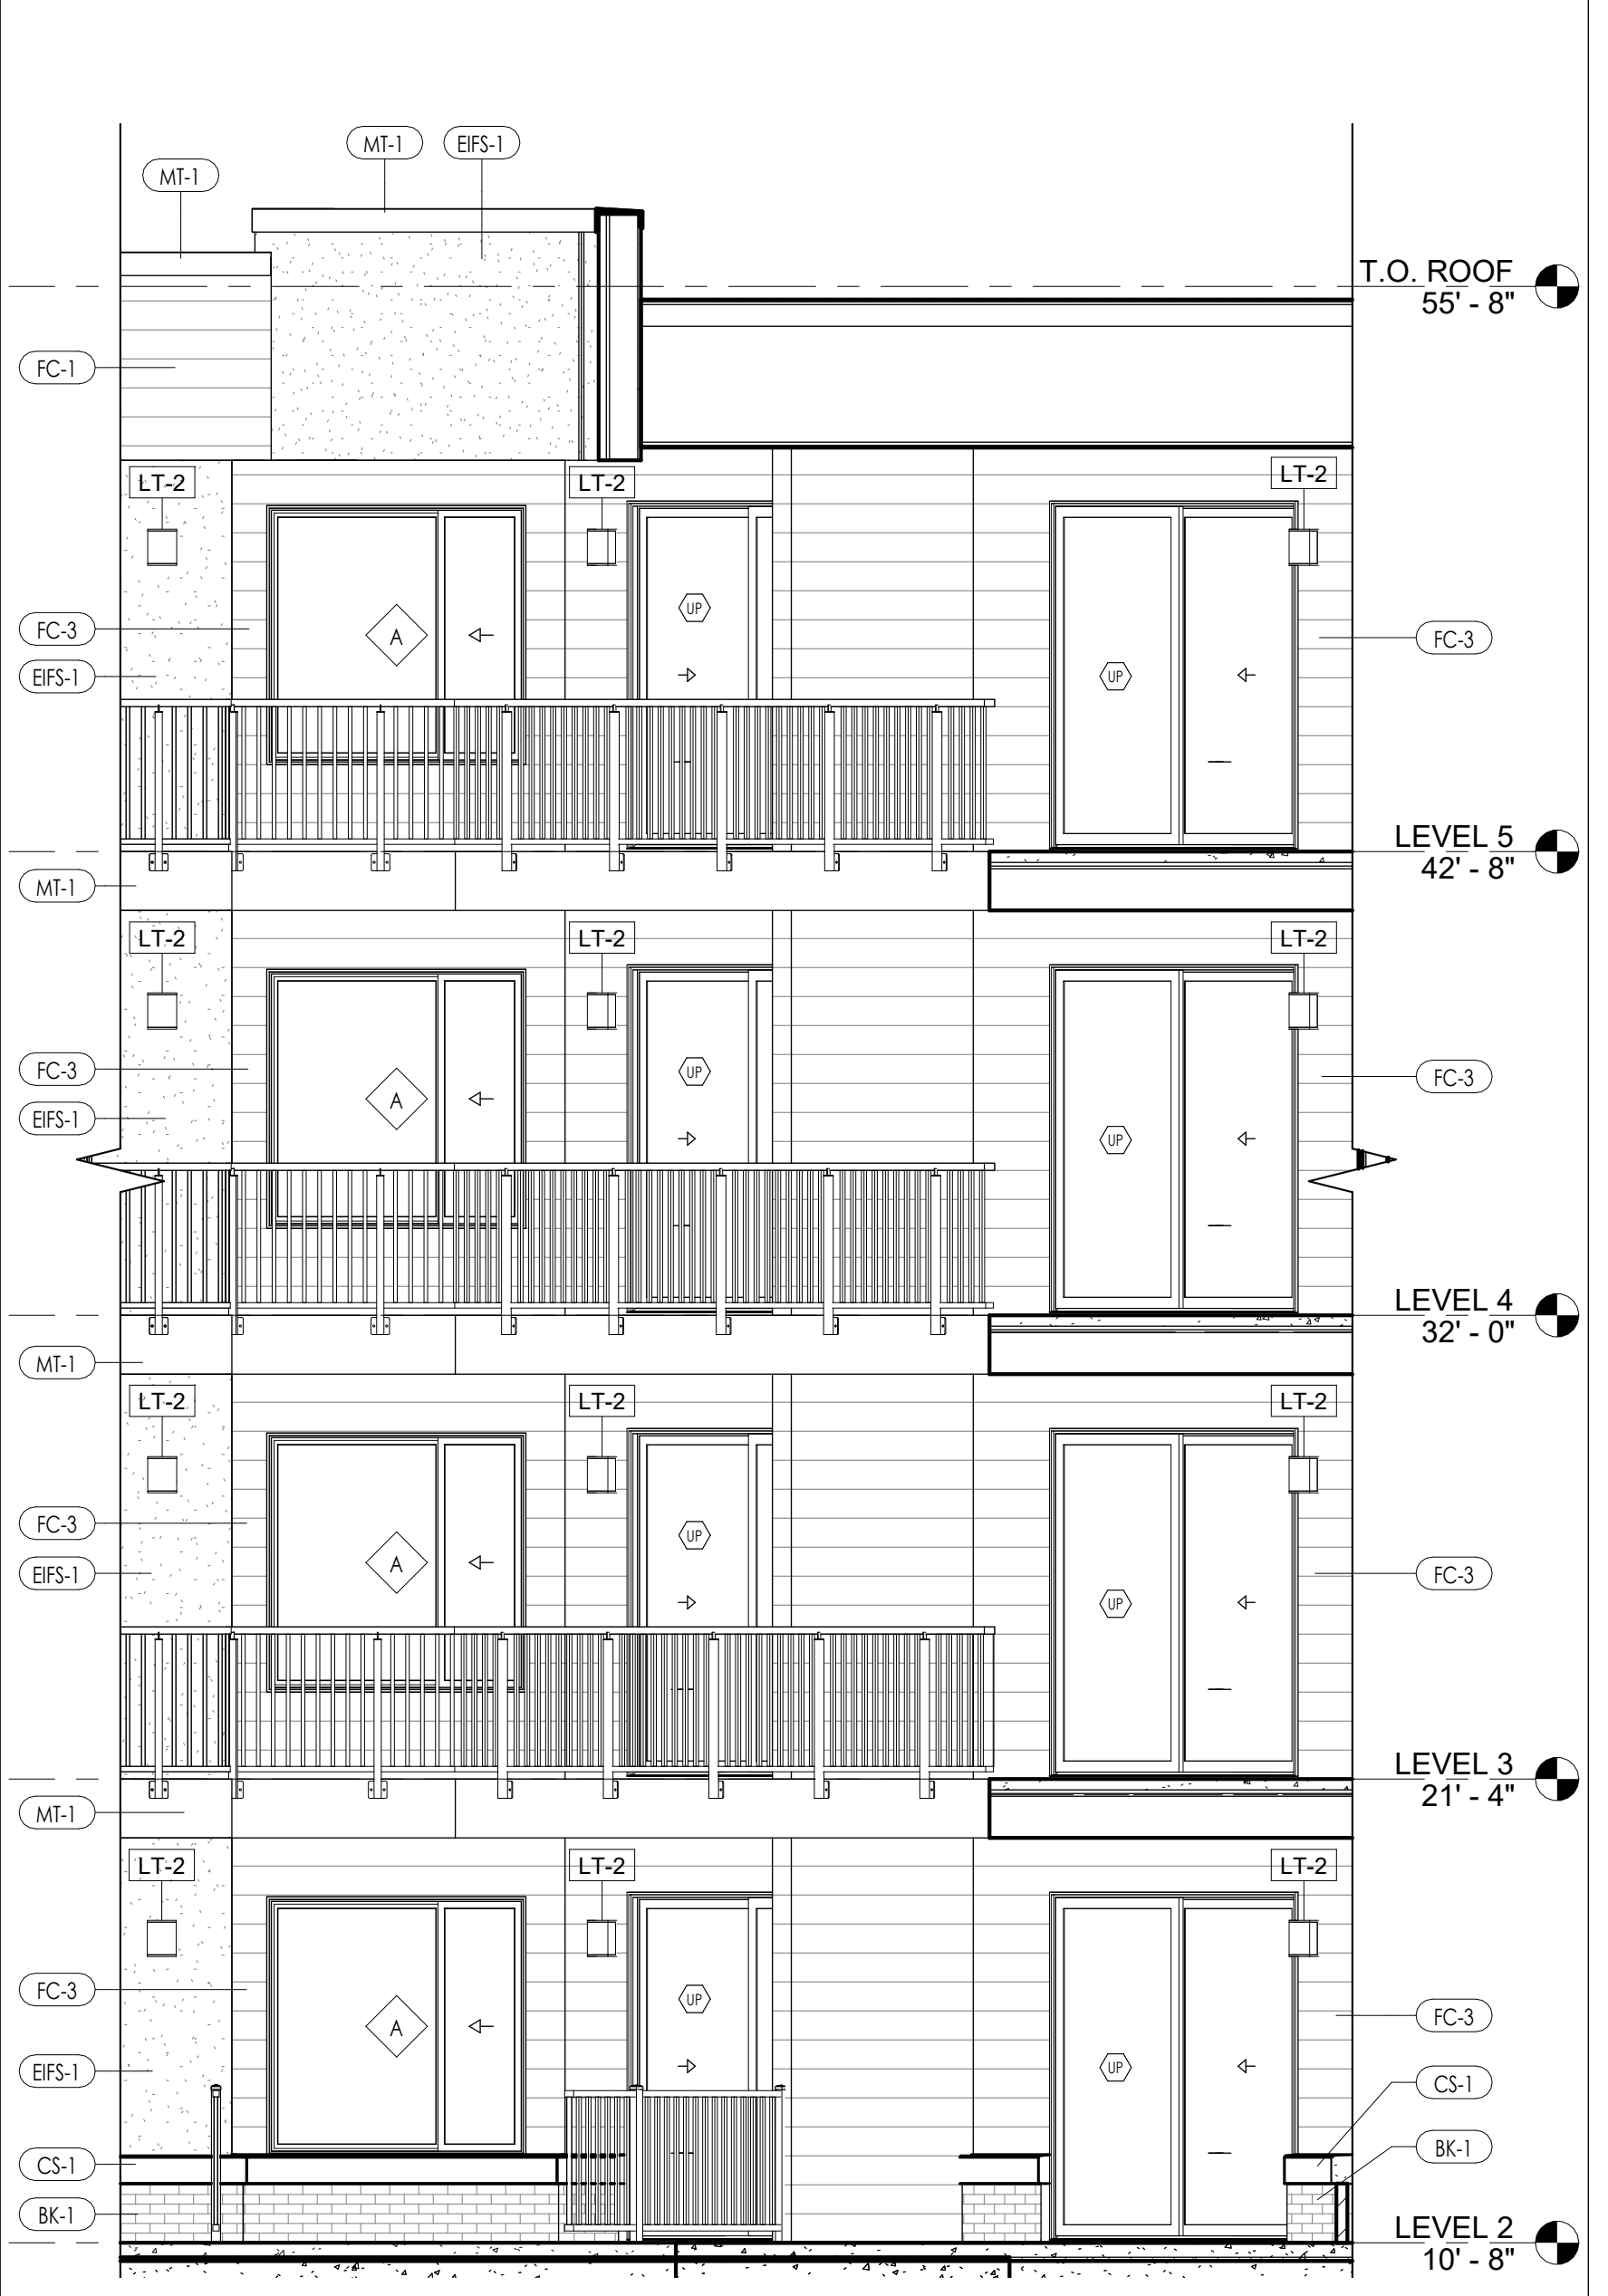 MT-1 EIFS-1
MT-1
T.O. ROOF
55' - 8"
FC-1
LT-2 LT-2 LT-2
UP
FC-3 A FC-3
EIFS-1 UP
LEVEL 5
42' - 8"
MT-1
LT-2 LT-2 LT-2
FC-3 UP FC-3
A
EIFS-1 UP
LEVEL 4
32' - 0"
MT-1
LT-2 LT-2 LT-2
FC-3 UP
A
EIFS-1 FC-3
UP
LEVEL 3
21' - 4"
MT-1
LT-2 LT-2 LT-2
FC-3 UP
A FC-3
EIFS-1 UP
CS-1
BK-1
CS-1
BK-1
LEVEL 2
10' - 8"